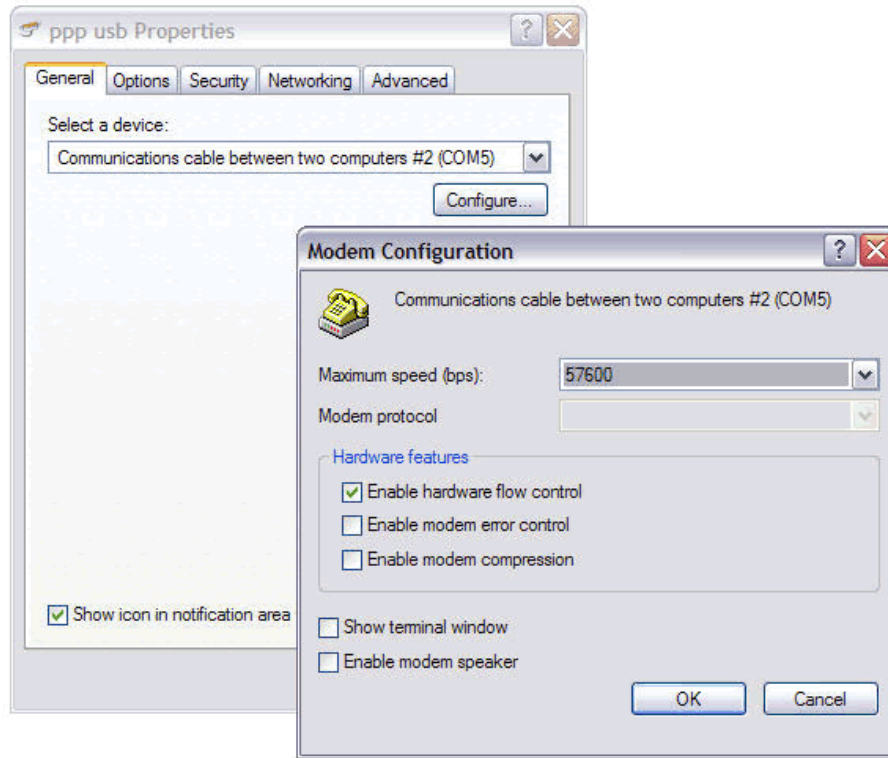 ppp usb Properties
General Options Security Networking Advanced
Select a device:
Communications cable between two computers #2 (COM5)
Configure...
Modem Configuration
Communications cable between two computers #2 (COM5)
Maximum speed (bps): 57600
Modem protocol
Hardware features
Enable hardware flow control
Enable modem error control
Enable modem compression
Show icon in notification area
Show terminal window
Enable modem speaker
OK Cancel